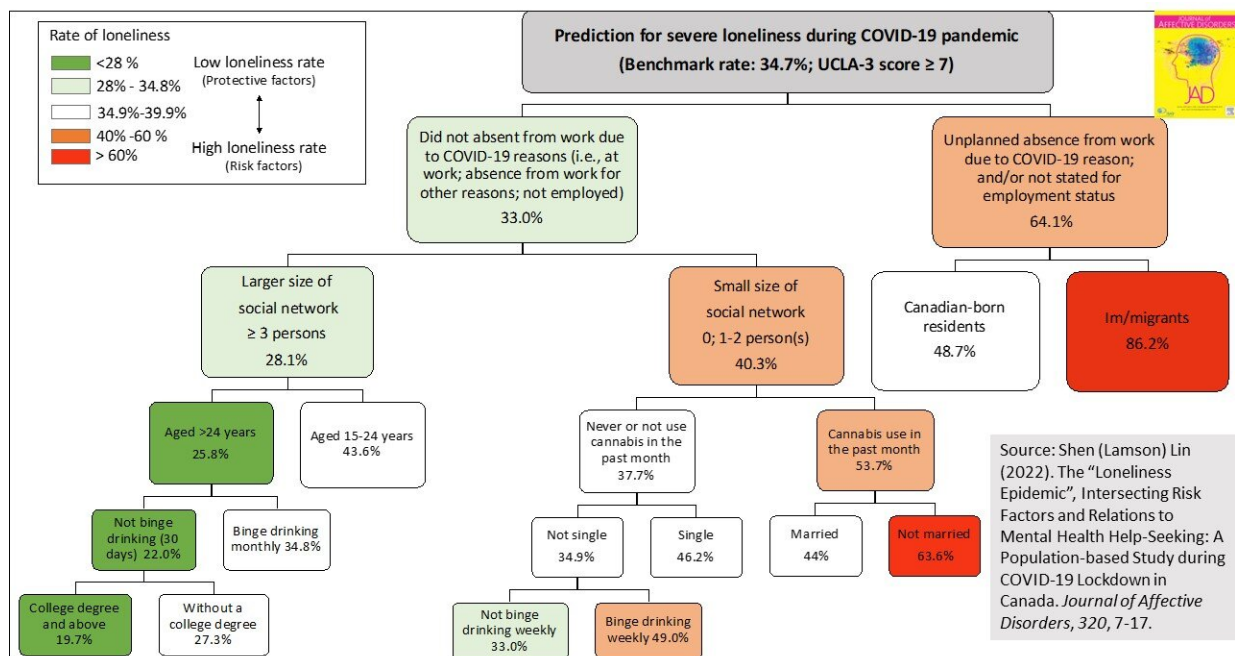 Rate of loneliness
<28 %
28% - 34.8%
34.9%-39.9%
40% -60 %
> 60%
Low loneliness rate
(Protective factors)
High loneliness rate
(Risk factors)
Prediction for severe loneliness during COVID-19 pandemic
(Benchmark rate: 34.7%; UCLA-3 score ≥ 7)
JOURNAL of
AFFECTIVE DISORDERS
JAD
Did not absent from work due
to COVID-19 reasons (i.e., at
work; absence from work for
other reasons; not employed)
33.0%
Unplanned absence from work
due to COVID-19 reason;
and/or not stated for
employment status
64.1%
Larger size of
social network
≥ 3 persons
28.1%
Small size of
social network
0; 1-2 person(s)
40.3%
Canadian-born
residents
48.7%
Im/migrants
86.2%
Aged >24 years
25.8%
Aged 15-24 years
43.6%
Never or not use
cannabis in the
past month
37.7%
Cannabis use in
the past month
53.7%
Not binge
drinking (30
days) 22.0%
Binge drinking
monthly 34.8%
Not single
34.9%
Single
46.2%
Married
44%
Not married
63.6%
College degree
and above
19.7%
Without a
college degree
27.3%
Not binge
drinking weekly
33.0%
Binge drinking
weekly 49.0%
Source: Shen (Lamson) Lin
(2022). The “Loneliness
Epidemic”, Intersecting Risk
Factors and Relations to
Mental Health Help-Seeking: A
Population-based Study during
COVID-19 Lockdown in
Canada. Journal of Affective
Disorders, 320, 7-17.